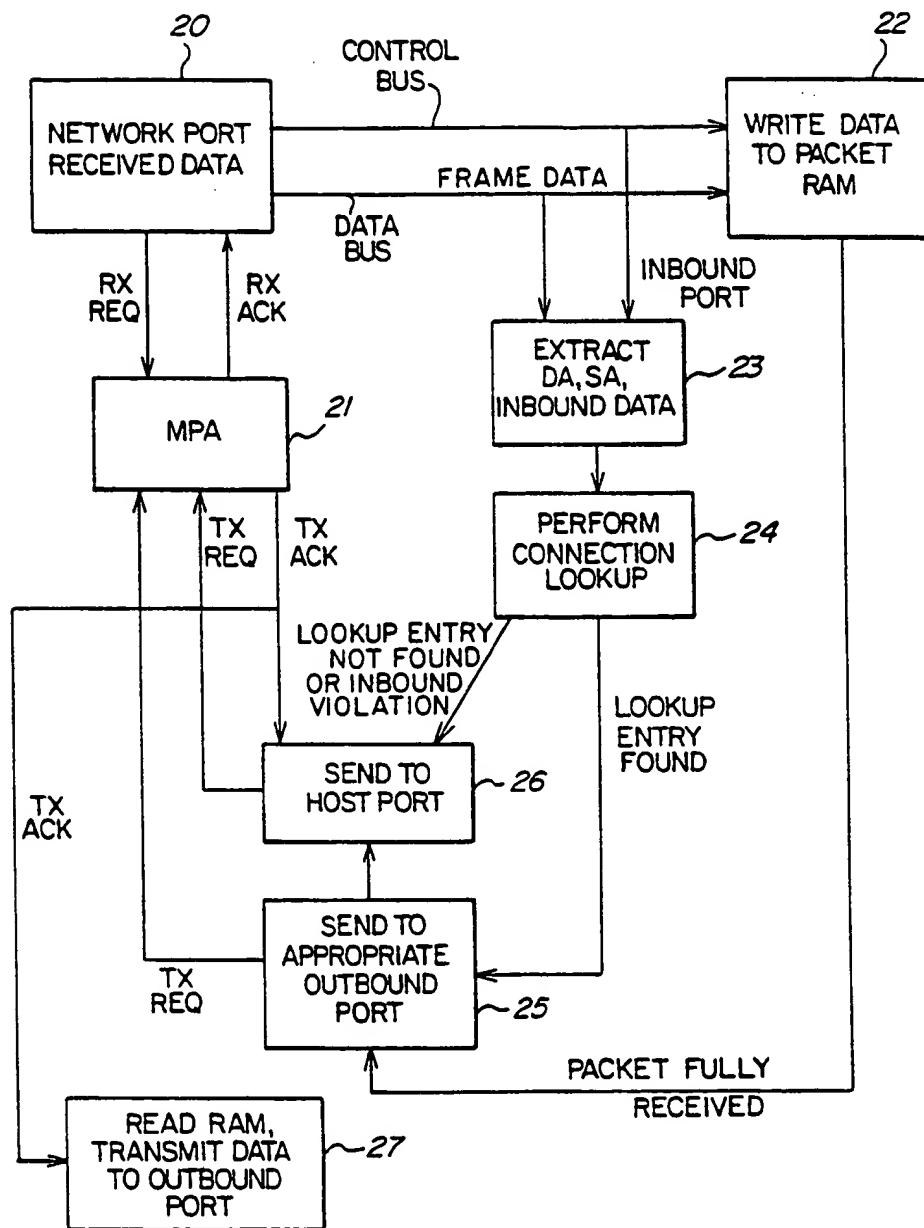 20
CONTROL
BUS
22
NETWORK PORT
RECEIVED DATA
WRITE DATA
TO PACKET
RAM
FRAME DATA
DATA
BUS
RX
REQ
RX
ACK
INBOUND
PORT
EXTRACT
DA, SA,
INBOUND DATA
23
MPA
21
TX
REQ
TX
ACK
PERFORM
CONNECTION
LOOKUP
24
LOOKUP ENTRY
NOT FOUND
OR INBOUND
VIOLATION
LOOKUP
ENTRY
FOUND
SEND TO
HOST PORT
26
TX
ACK
SEND TO
APPROPRIATE
OUTBOUND
PORT
25
TX
REQ
PACKET FULLY
RECEIVED
READ RAM,
TRANSMIT DATA
TO OUTBOUND
PORT
27